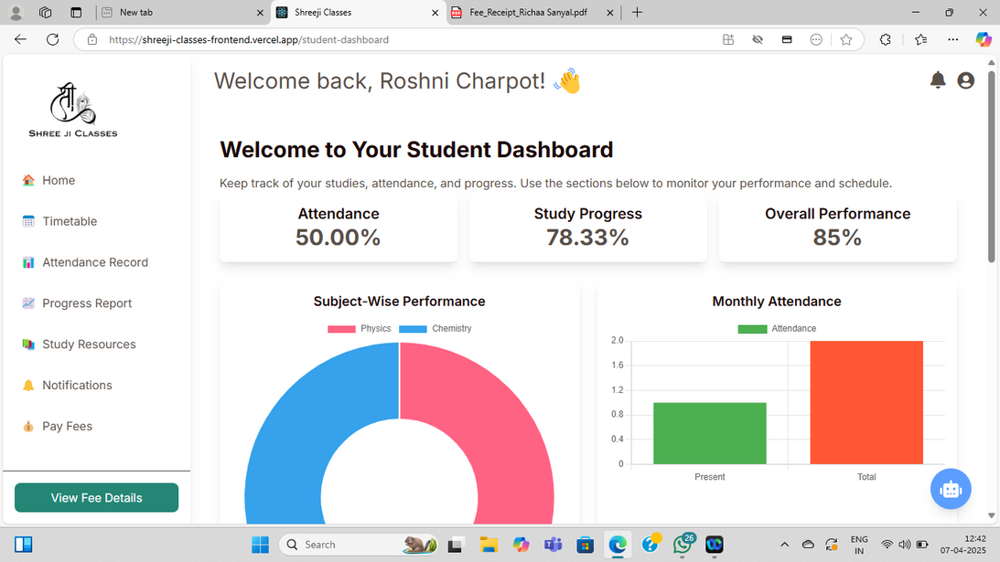 New tab
Shreeji Classes
Fee_Receipt_Richaa Sanyal.pdf
https://shreeji-classes-frontend.vercel.app/student-dashboard
श्री
SHREE JI CLASSES
Welcome back, Roshni Charpot! 👋
Home
Timetable
Attendance Record
Progress Report
Study Resources
Notifications
Pay Fees
View Fee Details
Welcome to Your Student Dashboard
Keep track of your studies, attendance, and progress. Use the sections below to monitor your performance and schedule.
Attendance
50.00%
Study Progress
78.33%
Overall Performance
85%
Subject-Wise Performance
Physics Chemistry
Monthly Attendance
Attendance
2.0
1.6
1.2
0.8
0.4
0
Present Total
Search
26
ENG
IN
12:42
07-04-2025